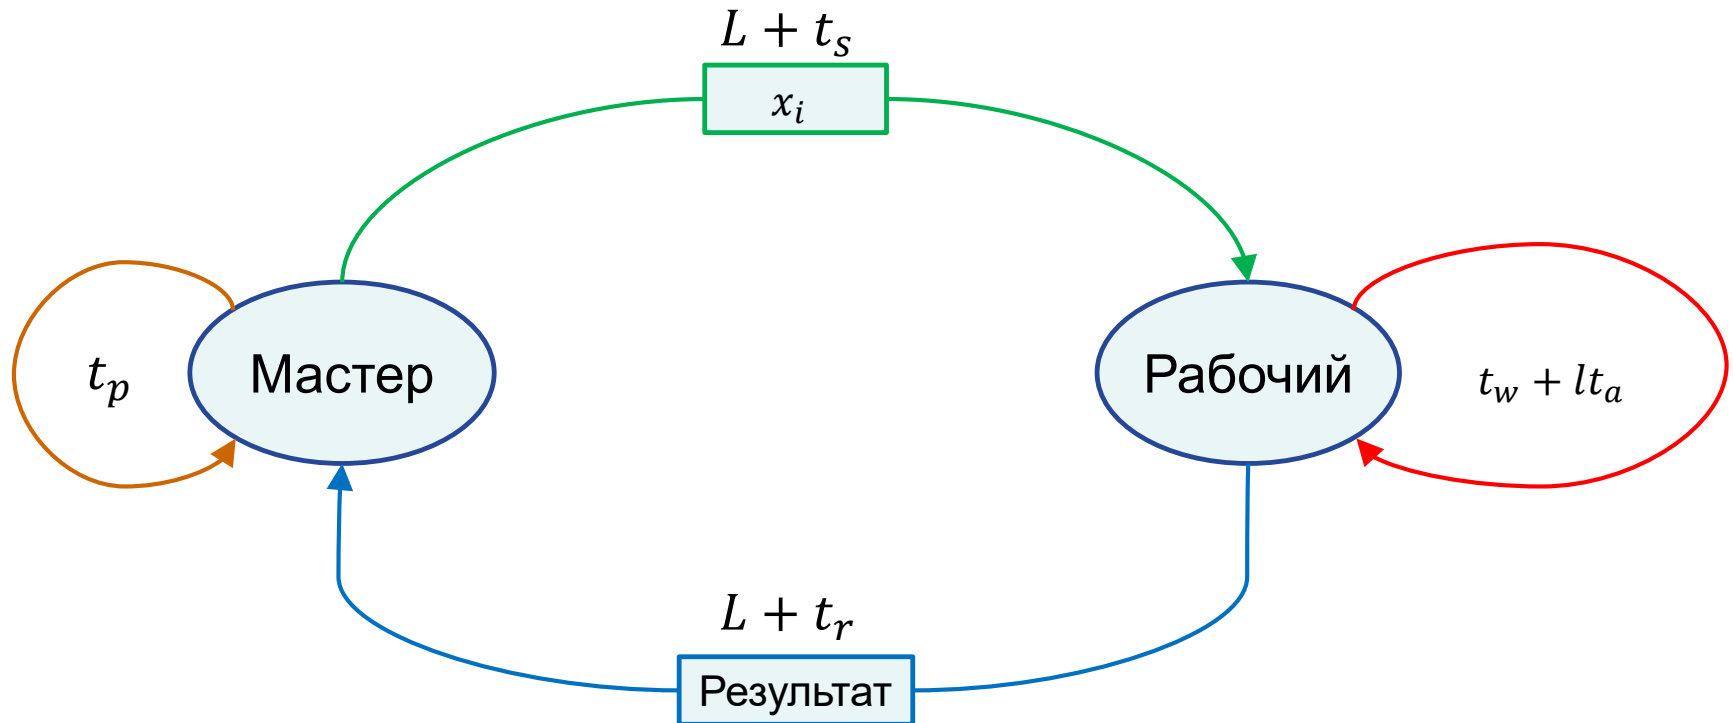 L + t_s
x_i
t_p
Мастер
Рабочий
t_w + lt_a
L + t_r
Результат